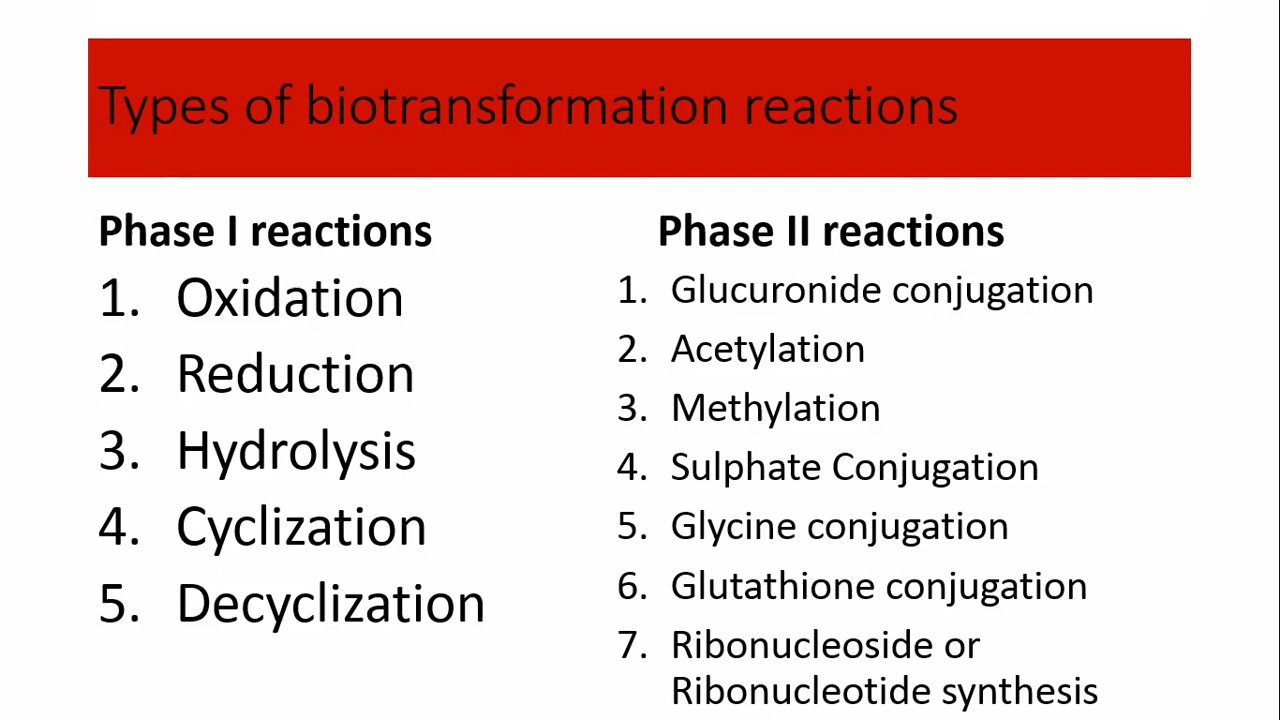 Types of biotransformation reactions
Phase I reactions
1. Oxidation
2. Reduction
3. Hydrolysis
4. Cyclization
5. Decyclization
Phase II reactions
1. Glucuronide conjugation
2. Acetylation
3. Methylation
4. Sulphate Conjugation
5. Glycine conjugation
6. Glutathione conjugation
7. Ribonucleoside or
Ribonucleotide synthesis